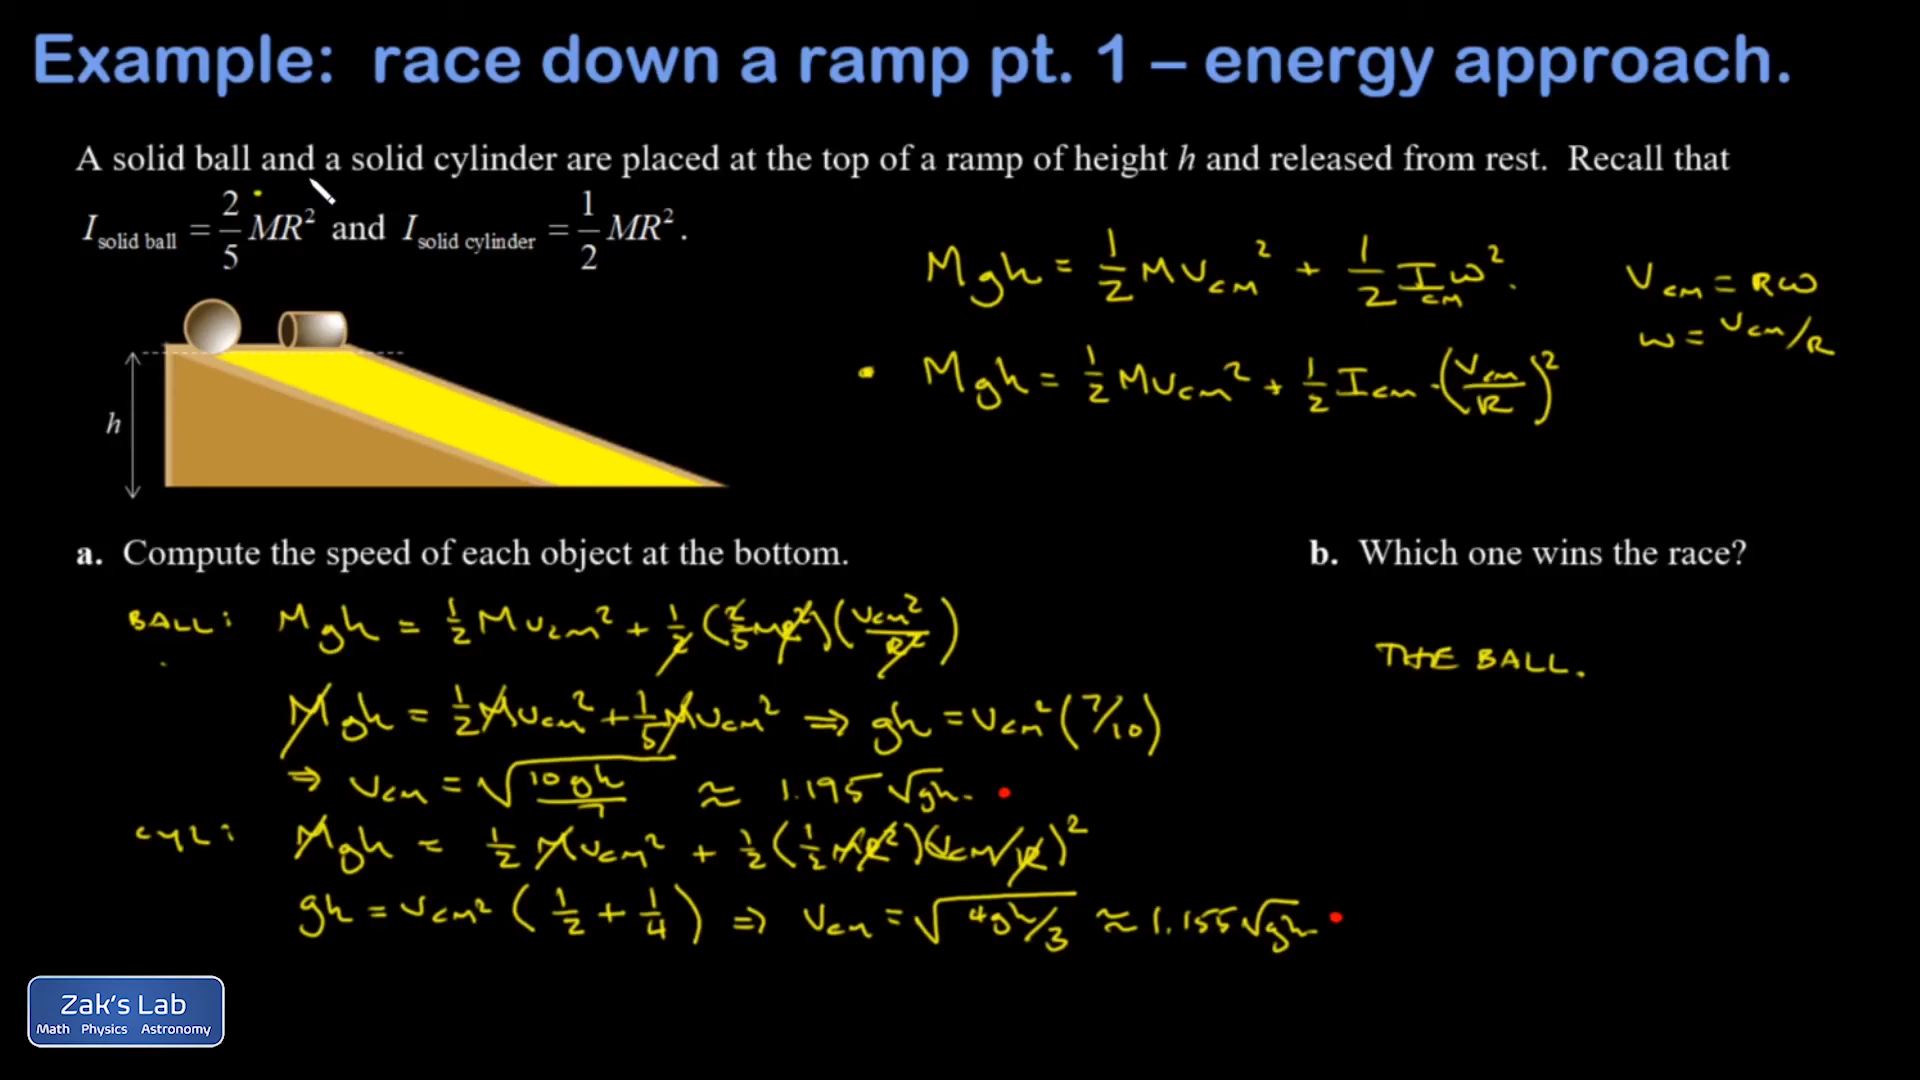 Example: race down a ramp pt. 1 – energy approach.
A solid ball and a solid cylinder are placed at the top of a ramp of height h and released from rest. Recall that
I_solid ball = 2/5 MR² and I_solid cylinder = 1/2 MR².
Mgh = 1/2 Mv_cm² + 1/2 I_cm ω².
v_cm = Rω
ω = v_cm/R
• Mgh = 1/2 Mv_cm² + 1/2 I_cm · (v_cm/R)²
h
a. Compute the speed of each object at the bottom.
BALL: Mgh = 1/2 Mv_cm² + 1/2 (2/5 MR²)(v_cm²/R²)
Mgh = 1/2 Mv_cm² + 1/5 Mv_cm² ⇒ gh = v_cm² (7/10)
⇒ v_cm = √(10gh/7) ≈ 1.195 √gh.
CYL: Mgh = 1/2 Mv_cm² + 1/2 (1/2 MR²)(v_cm/R)²
gh = v_cm² (1/2 + 1/4) ⇒ v_cm = √(4gh/3) ≈ 1.155 √gh
b. Which one wins the race?
THE BALL.
Zak's Lab
Math Physics Astronomy